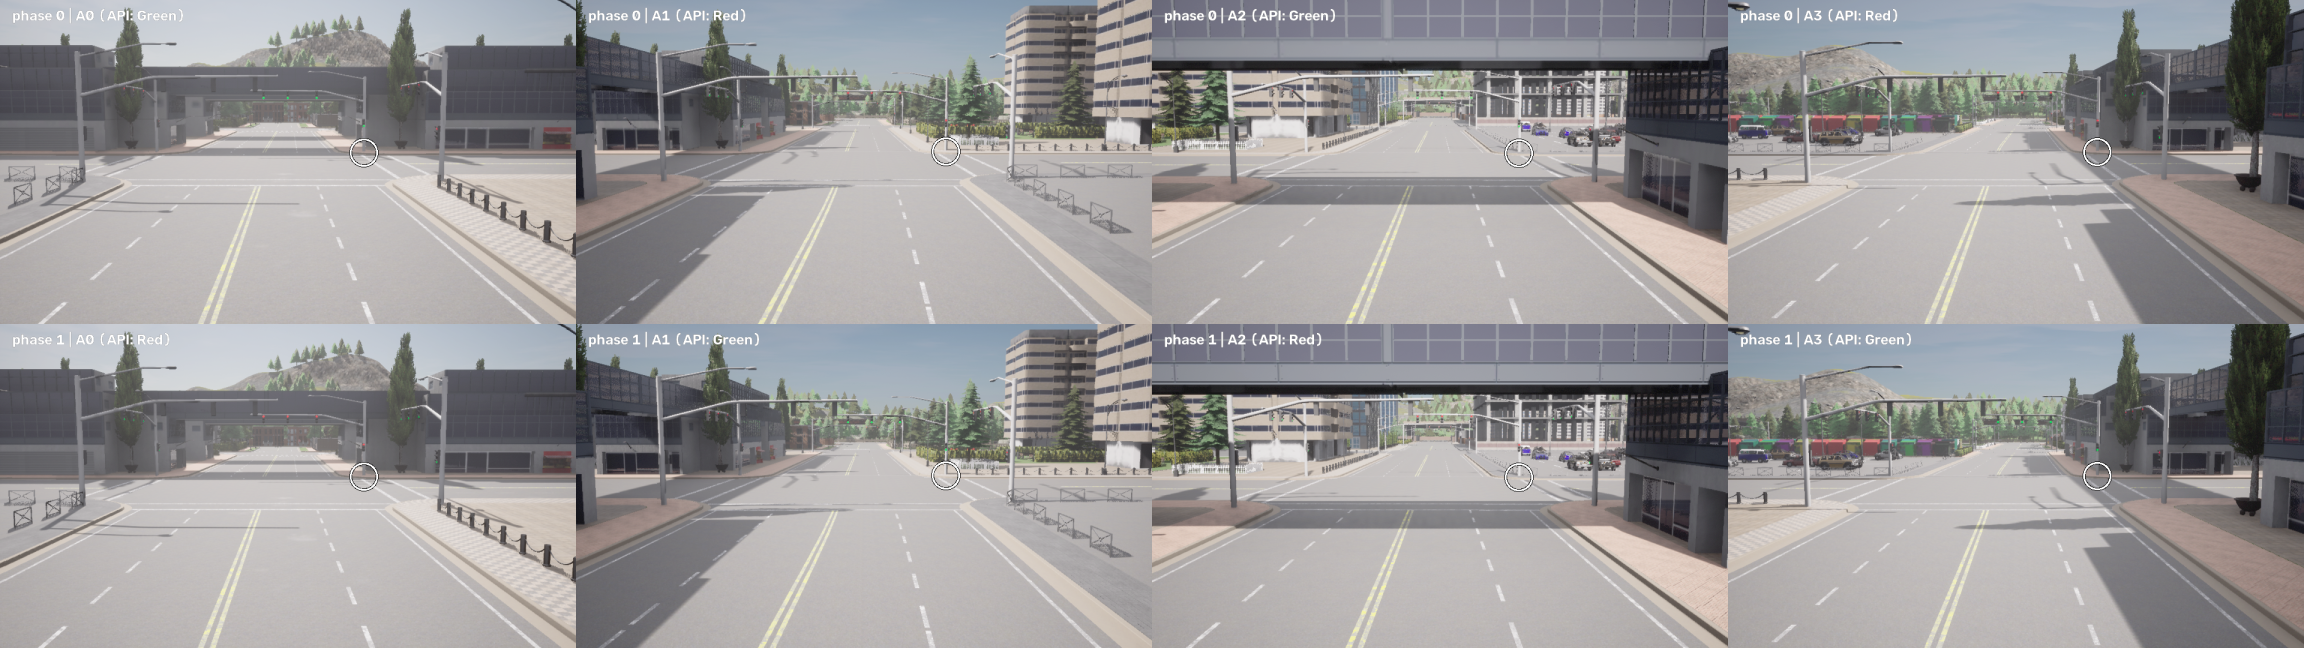 phase 0 | A0 (API: Green)
phase 0 | A1 (API: Red)
phase 0 | A2 (API: Green)
phase 0 | A3 (API: Red)
phase 1 | A0 (API: Red)
phase 1 | A1 (API: Green)
phase 1 | A2 (API: Red)
phase 1 | A3 (API: Green)